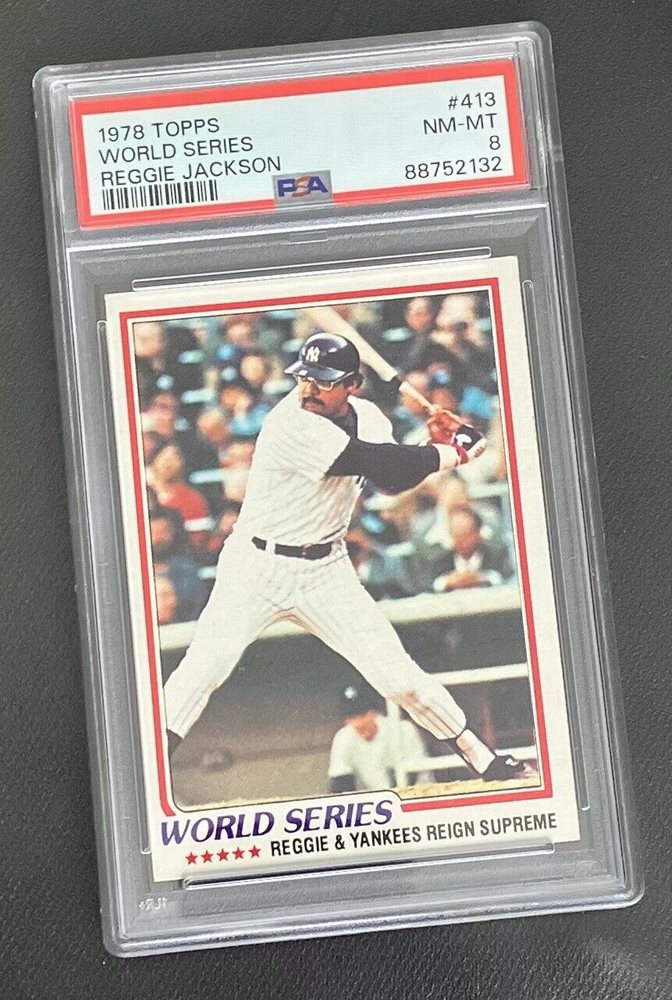 1978 TOPPS #413
WORLD SERIES NM-MT
REGGIE JACKSON 8
PSA 88752132
NY
WORLD SERIES
★★★★★ REGGIE & YANKEES REIGN SUPREME